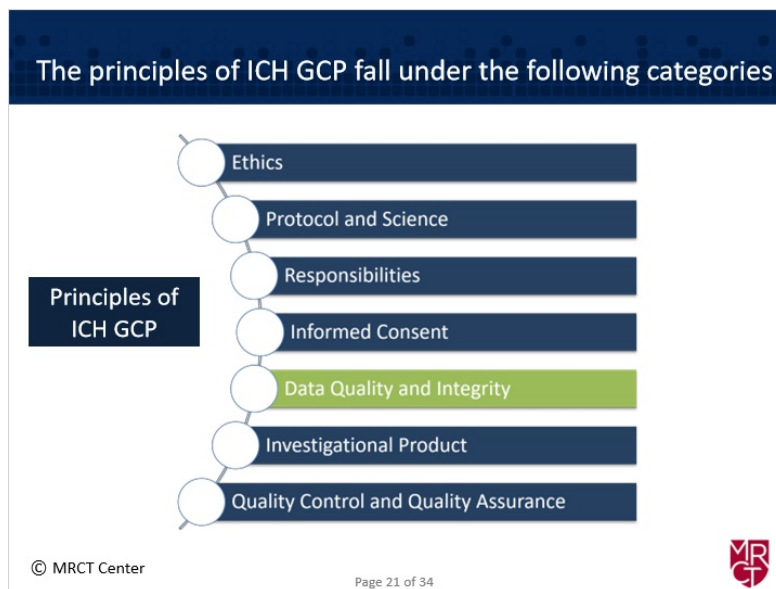 The principles of ICH GCP fall under the following categories
Principles of
ICH GCP
Ethics
Protocol and Science
Responsibilities
Informed Consent
Data Quality and Integrity
Investigational Product
Quality Control and Quality Assurance
© MRCT Center
Page 21 of 34
MR
CT